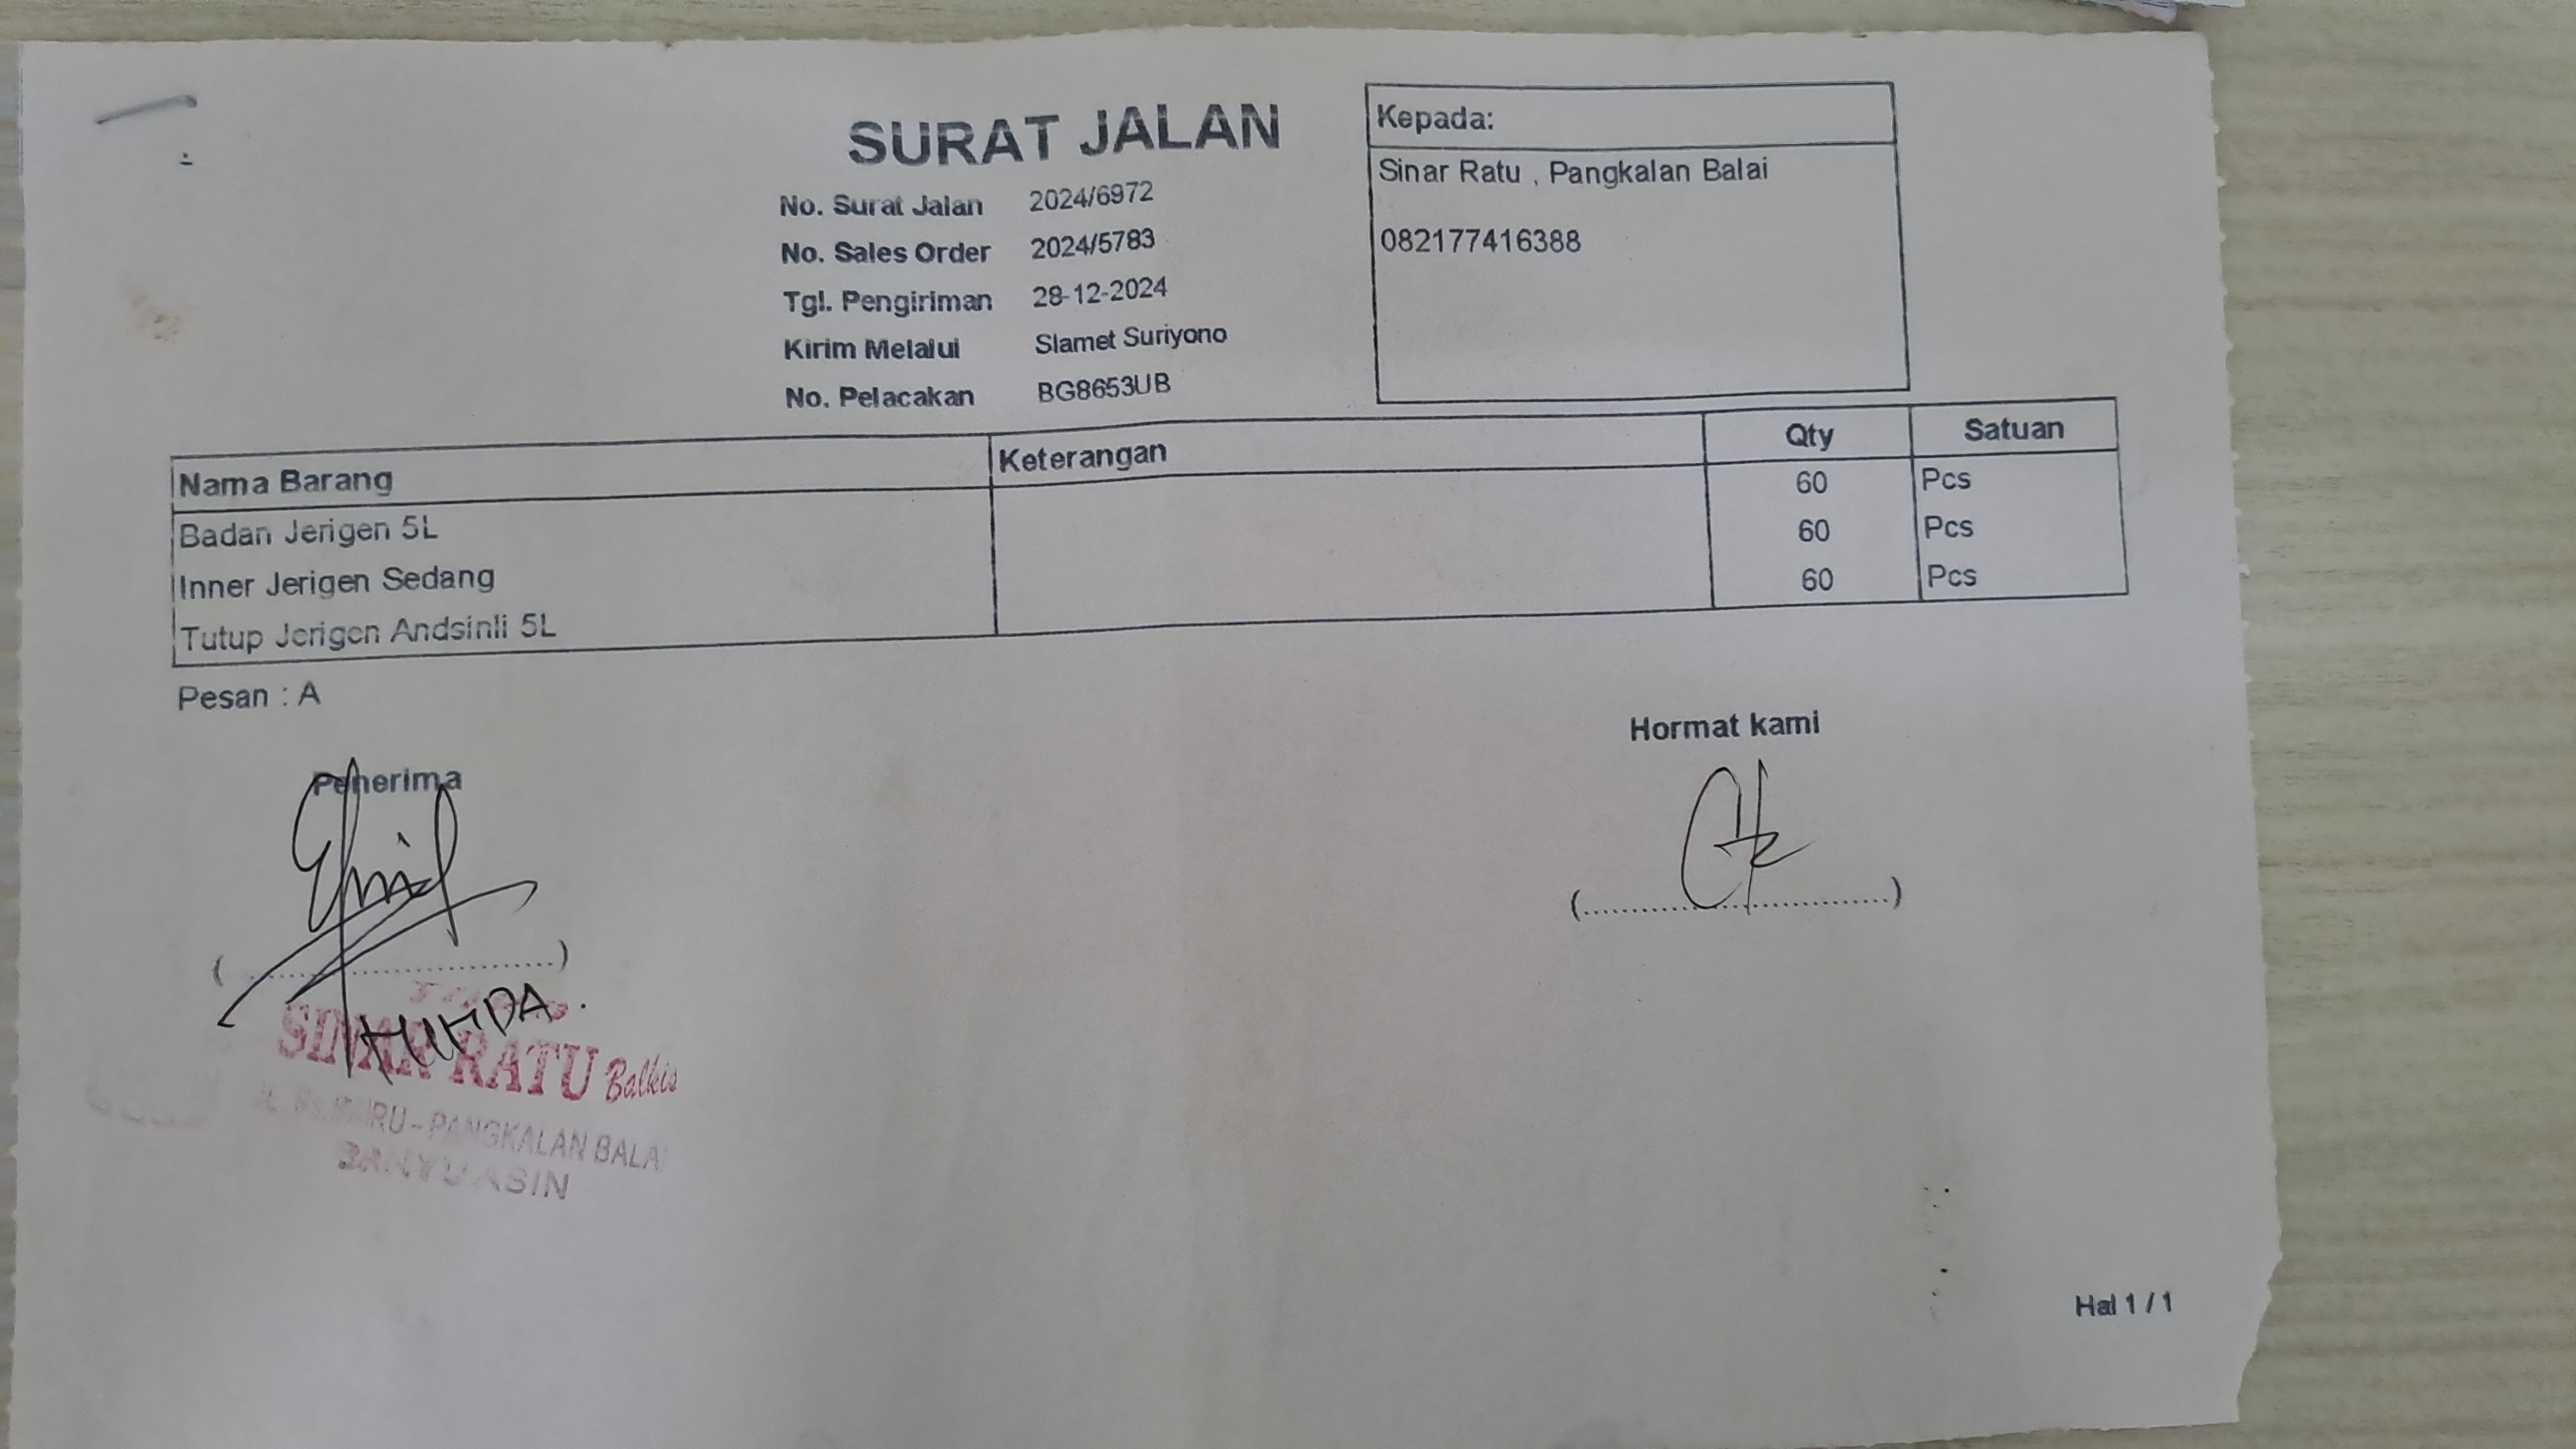 SURAT JALAN
No. Surat Jalan 2024/6972
No. Sales Order 2024/5783
Tgl. Pengiriman 28-12-2024
Kirim Melalui Slamet Suriyono
No. Pelacakan BG8653UB
Kepada:
Sinar Ratu , Pangkalan Balai
082177416388
Nama Barang Keterangan Qty Satuan
Badan Jerigen 5L 60 Pcs
Inner Jerigen Sedang 60 Pcs
Tutup Jerigen Andsinli 5L 60 Pcs
Pesan : A
Penerima
Hormat kami
(..............................)
(..............................)
SINAR RATU Balkis
PANGKALAN BALAI
BANYUASIN
Hal 1 / 1